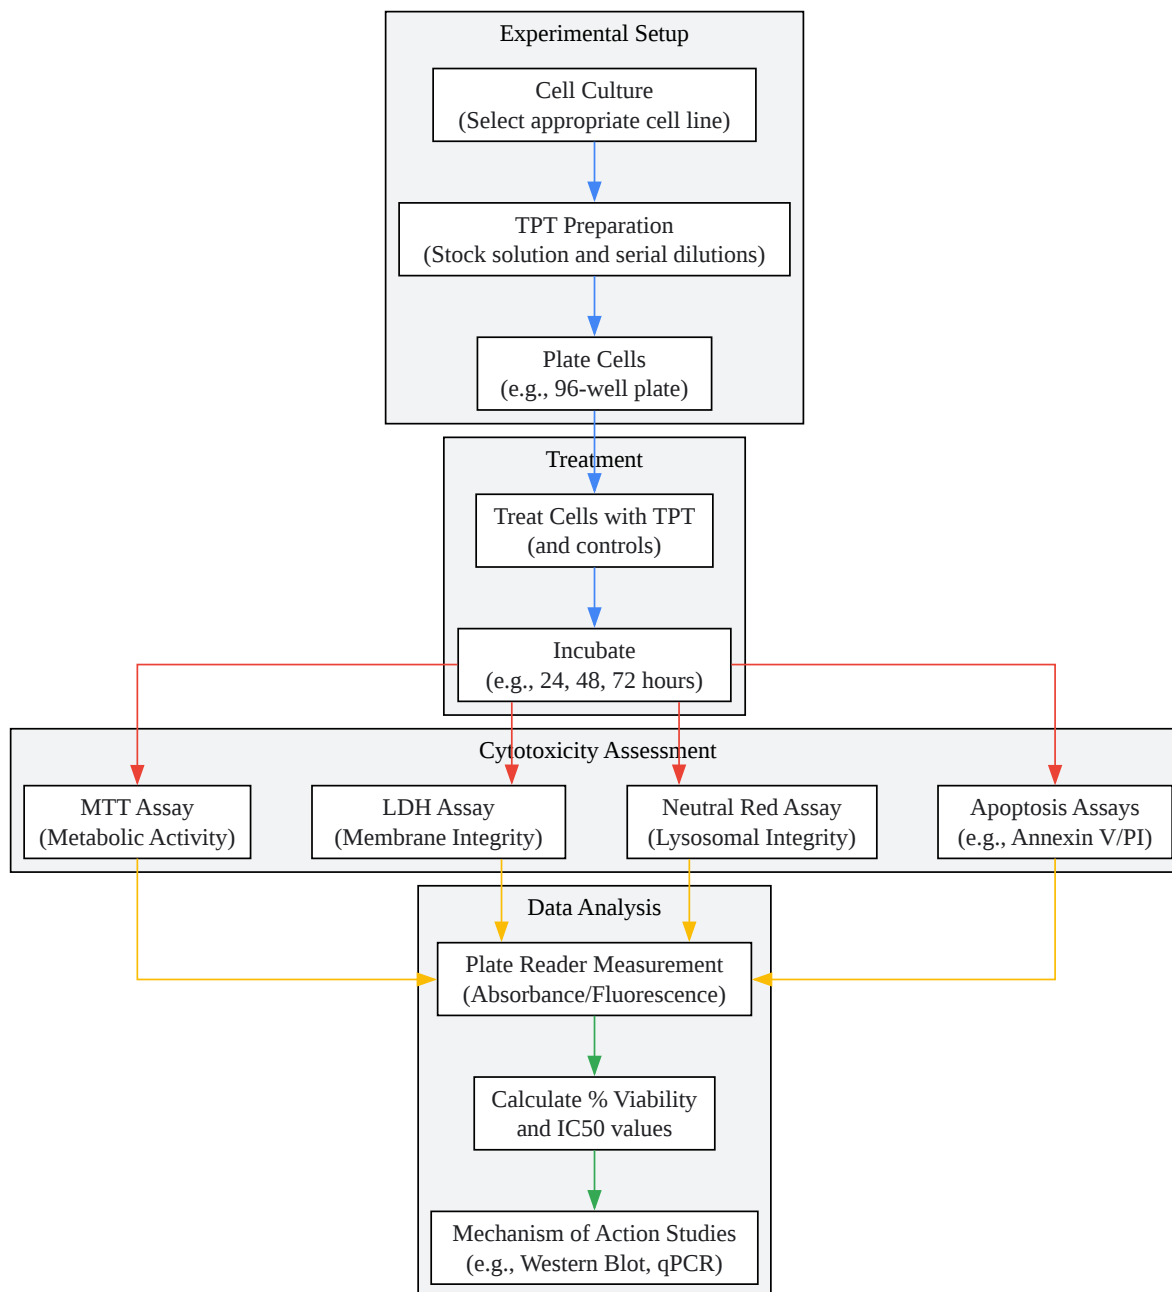 Experimental Setup
Cell Culture
(Select appropriate cell line)
TPT Preparation
(Stock solution and serial dilutions)
Plate Cells
(e.g., 96-well plate)
Treatment
Treat Cells with TPT
(and controls)
Incubate
(e.g., 24, 48, 72 hours)
Cytotoxicity Assessment
MTT Assay
(Metabolic Activity)
LDH Assay
(Membrane Integrity)
Neutral Red Assay
(Lysosomal Integrity)
Apoptosis Assays
(e.g., Annexin V/PI)
Data Analysis
Plate Reader Measurement
(Absorbance/Fluorescence)
Calculate % Viability
and IC50 values
Mechanism of Action Studies
(e.g., Western Blot, qPCR)